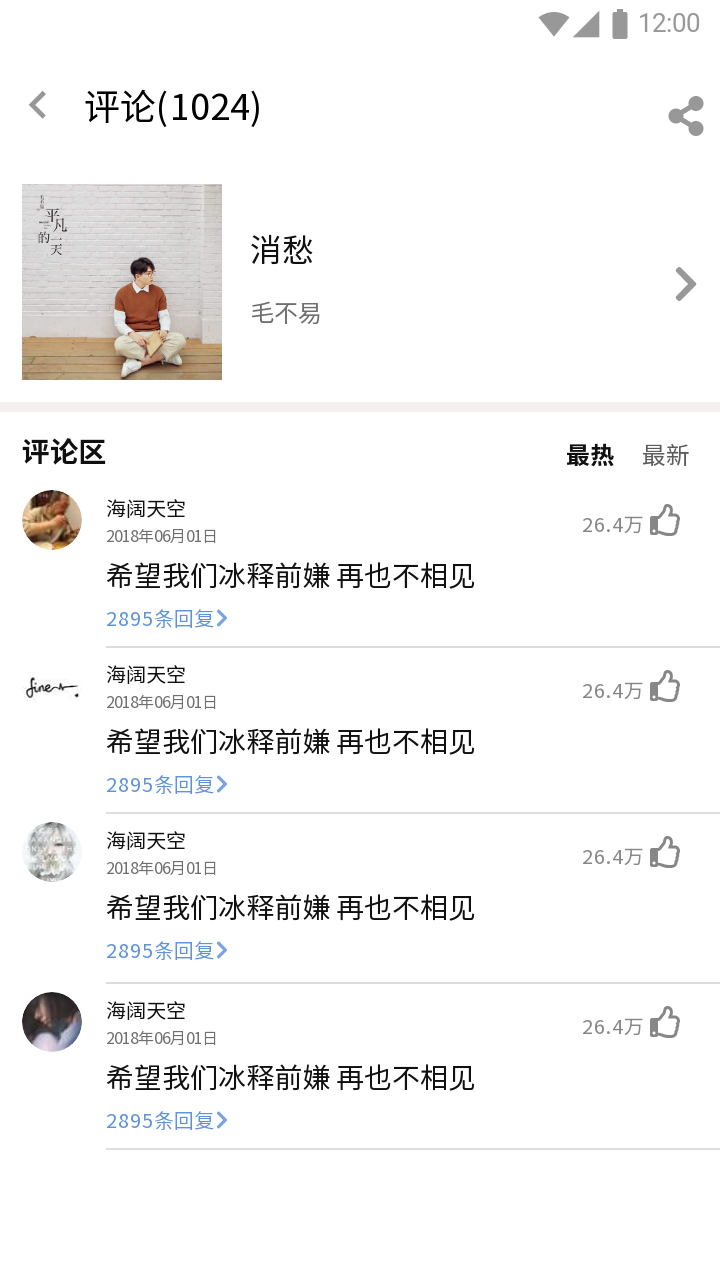 12:00
评论(1024)
平凡
的一天
消愁
毛不易
评论区
最热 最新
海阔天空
2018年06月01日
26.4万
希望我们冰释前嫌 再也不相见
2895条回复
海阔天空
2018年06月01日
26.4万
希望我们冰释前嫌 再也不相见
2895条回复
fine
海阔天空
2018年06月01日
26.4万
希望我们冰释前嫌 再也不相见
2895条回复
海阔天空
2018年06月01日
26.4万
希望我们冰释前嫌 再也不相见
2895条回复